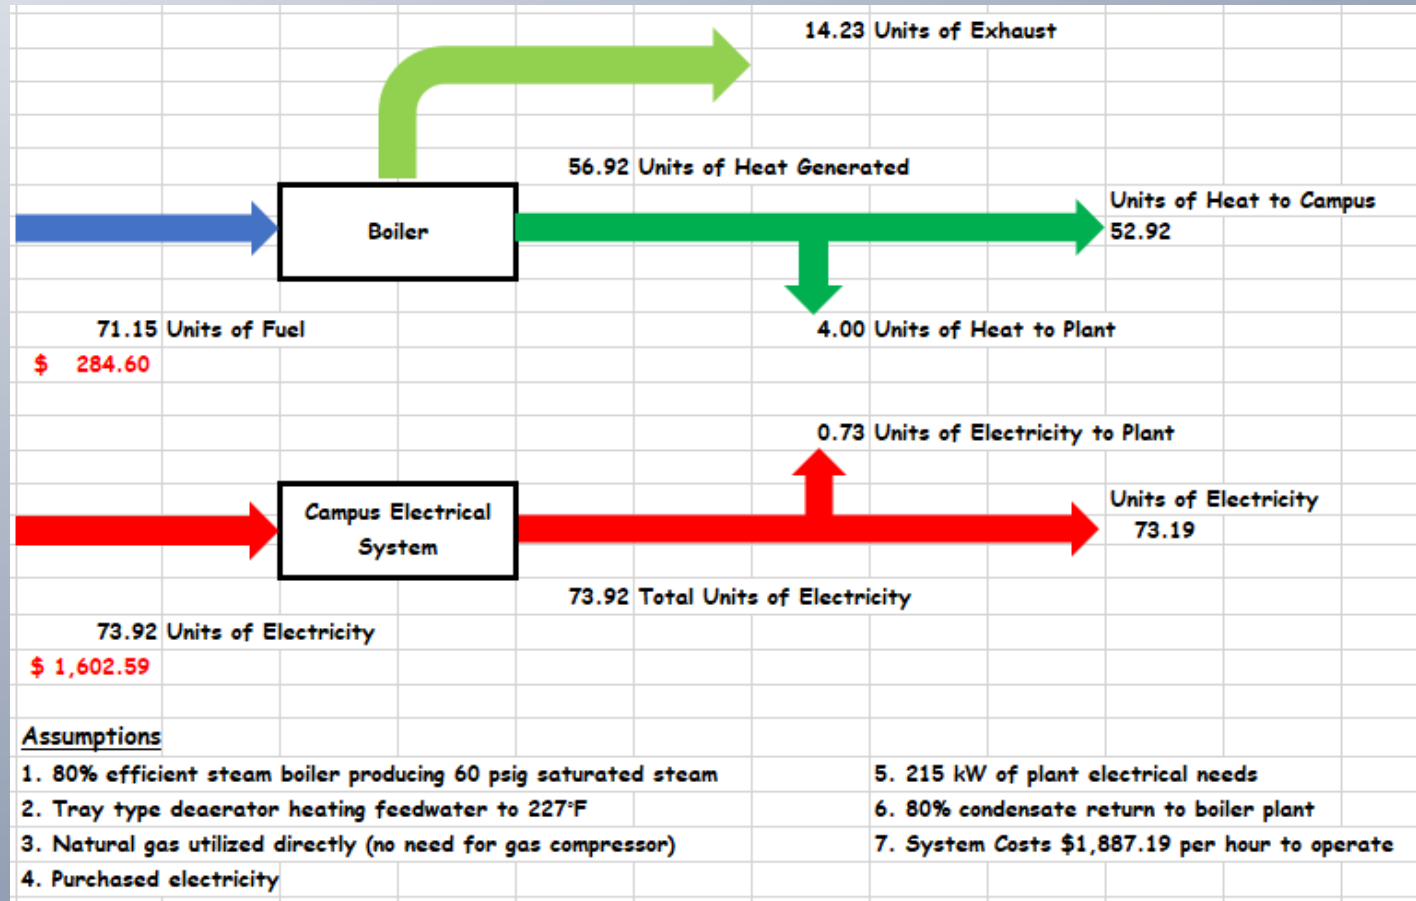 14.23 Units of Exhaust
56.92 Units of Heat Generated
Units of Heat to Campus
52.92
Boiler
71.15 Units of Fuel
4.00 Units of Heat to Plant
$ 284.60
0.73 Units of Electricity to Plant
Units of Electricity
73.19
Campus Electrical
System
73.92 Total Units of Electricity
73.92 Units of Electricity
$ 1,602.59
Assumptions
1. 80% efficient steam boiler producing 60 psig saturated steam
2. Tray type deaerator heating feedwater to 227°F
3. Natural gas utilized directly (no need for gas compressor)
4. Purchased electricity
5. 215 kW of plant electrical needs
6. 80% condensate return to boiler plant
7. System Costs $1,887.19 per hour to operate